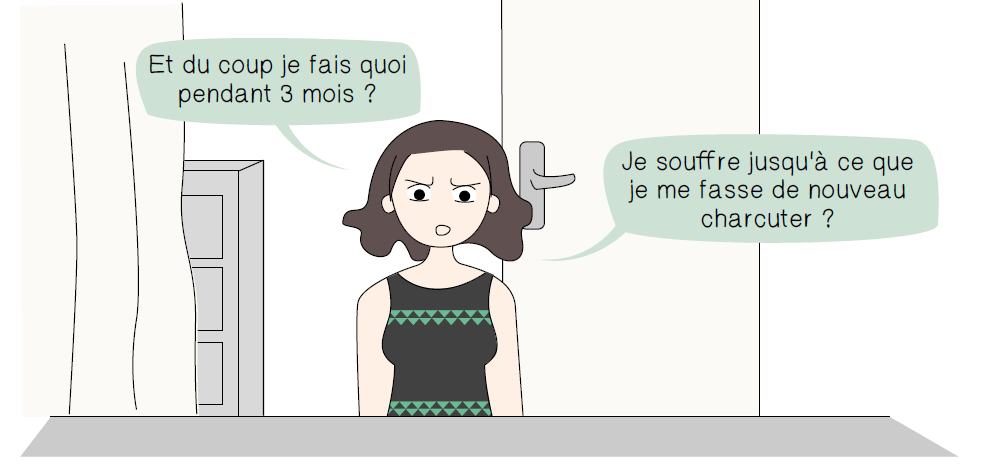 Et du coup je fais quoi
pendant 3 mois ?
Je souffre jusqu'à ce que
je me fasse de nouveau
charcuter ?